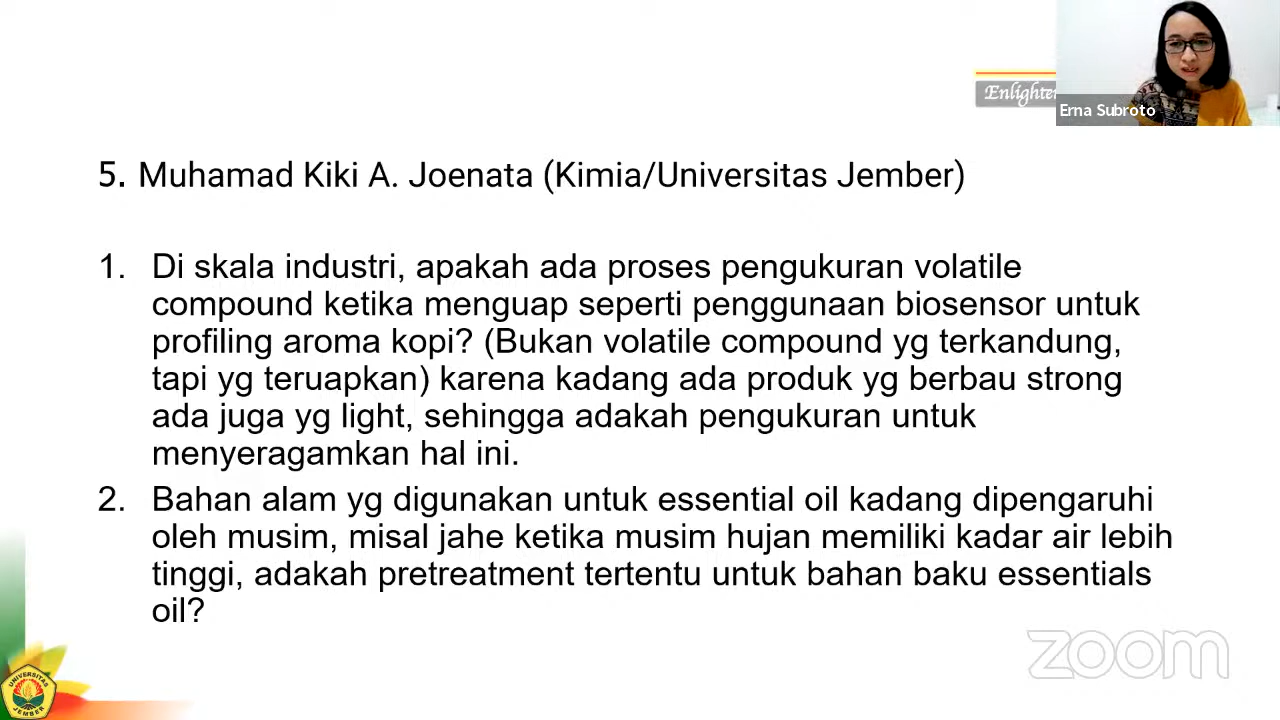 Enlighten
Erna Subroto
5. Muhamad Kiki A. Joenata (Kimia/Universitas Jember)
1. Di skala industri, apakah ada proses pengukuran volatile
compound ketika menguap seperti penggunaan biosensor untuk
profiling aroma kopi? (Bukan volatile compound yg terkandung,
tapi yg teruapkan) karena kadang ada produk yg berbau strong
ada juga yg light, sehingga adakah pengukuran untuk
menyeragamkan hal ini.
2. Bahan alam yg digunakan untuk essential oil kadang dipengaruhi
oleh musim, misal jahe ketika musim hujan memiliki kadar air lebih
tinggi, adakah pretreatment tertentu untuk bahan baku essentials
oil?
zoom
UNIVERSITAS
JEMBER